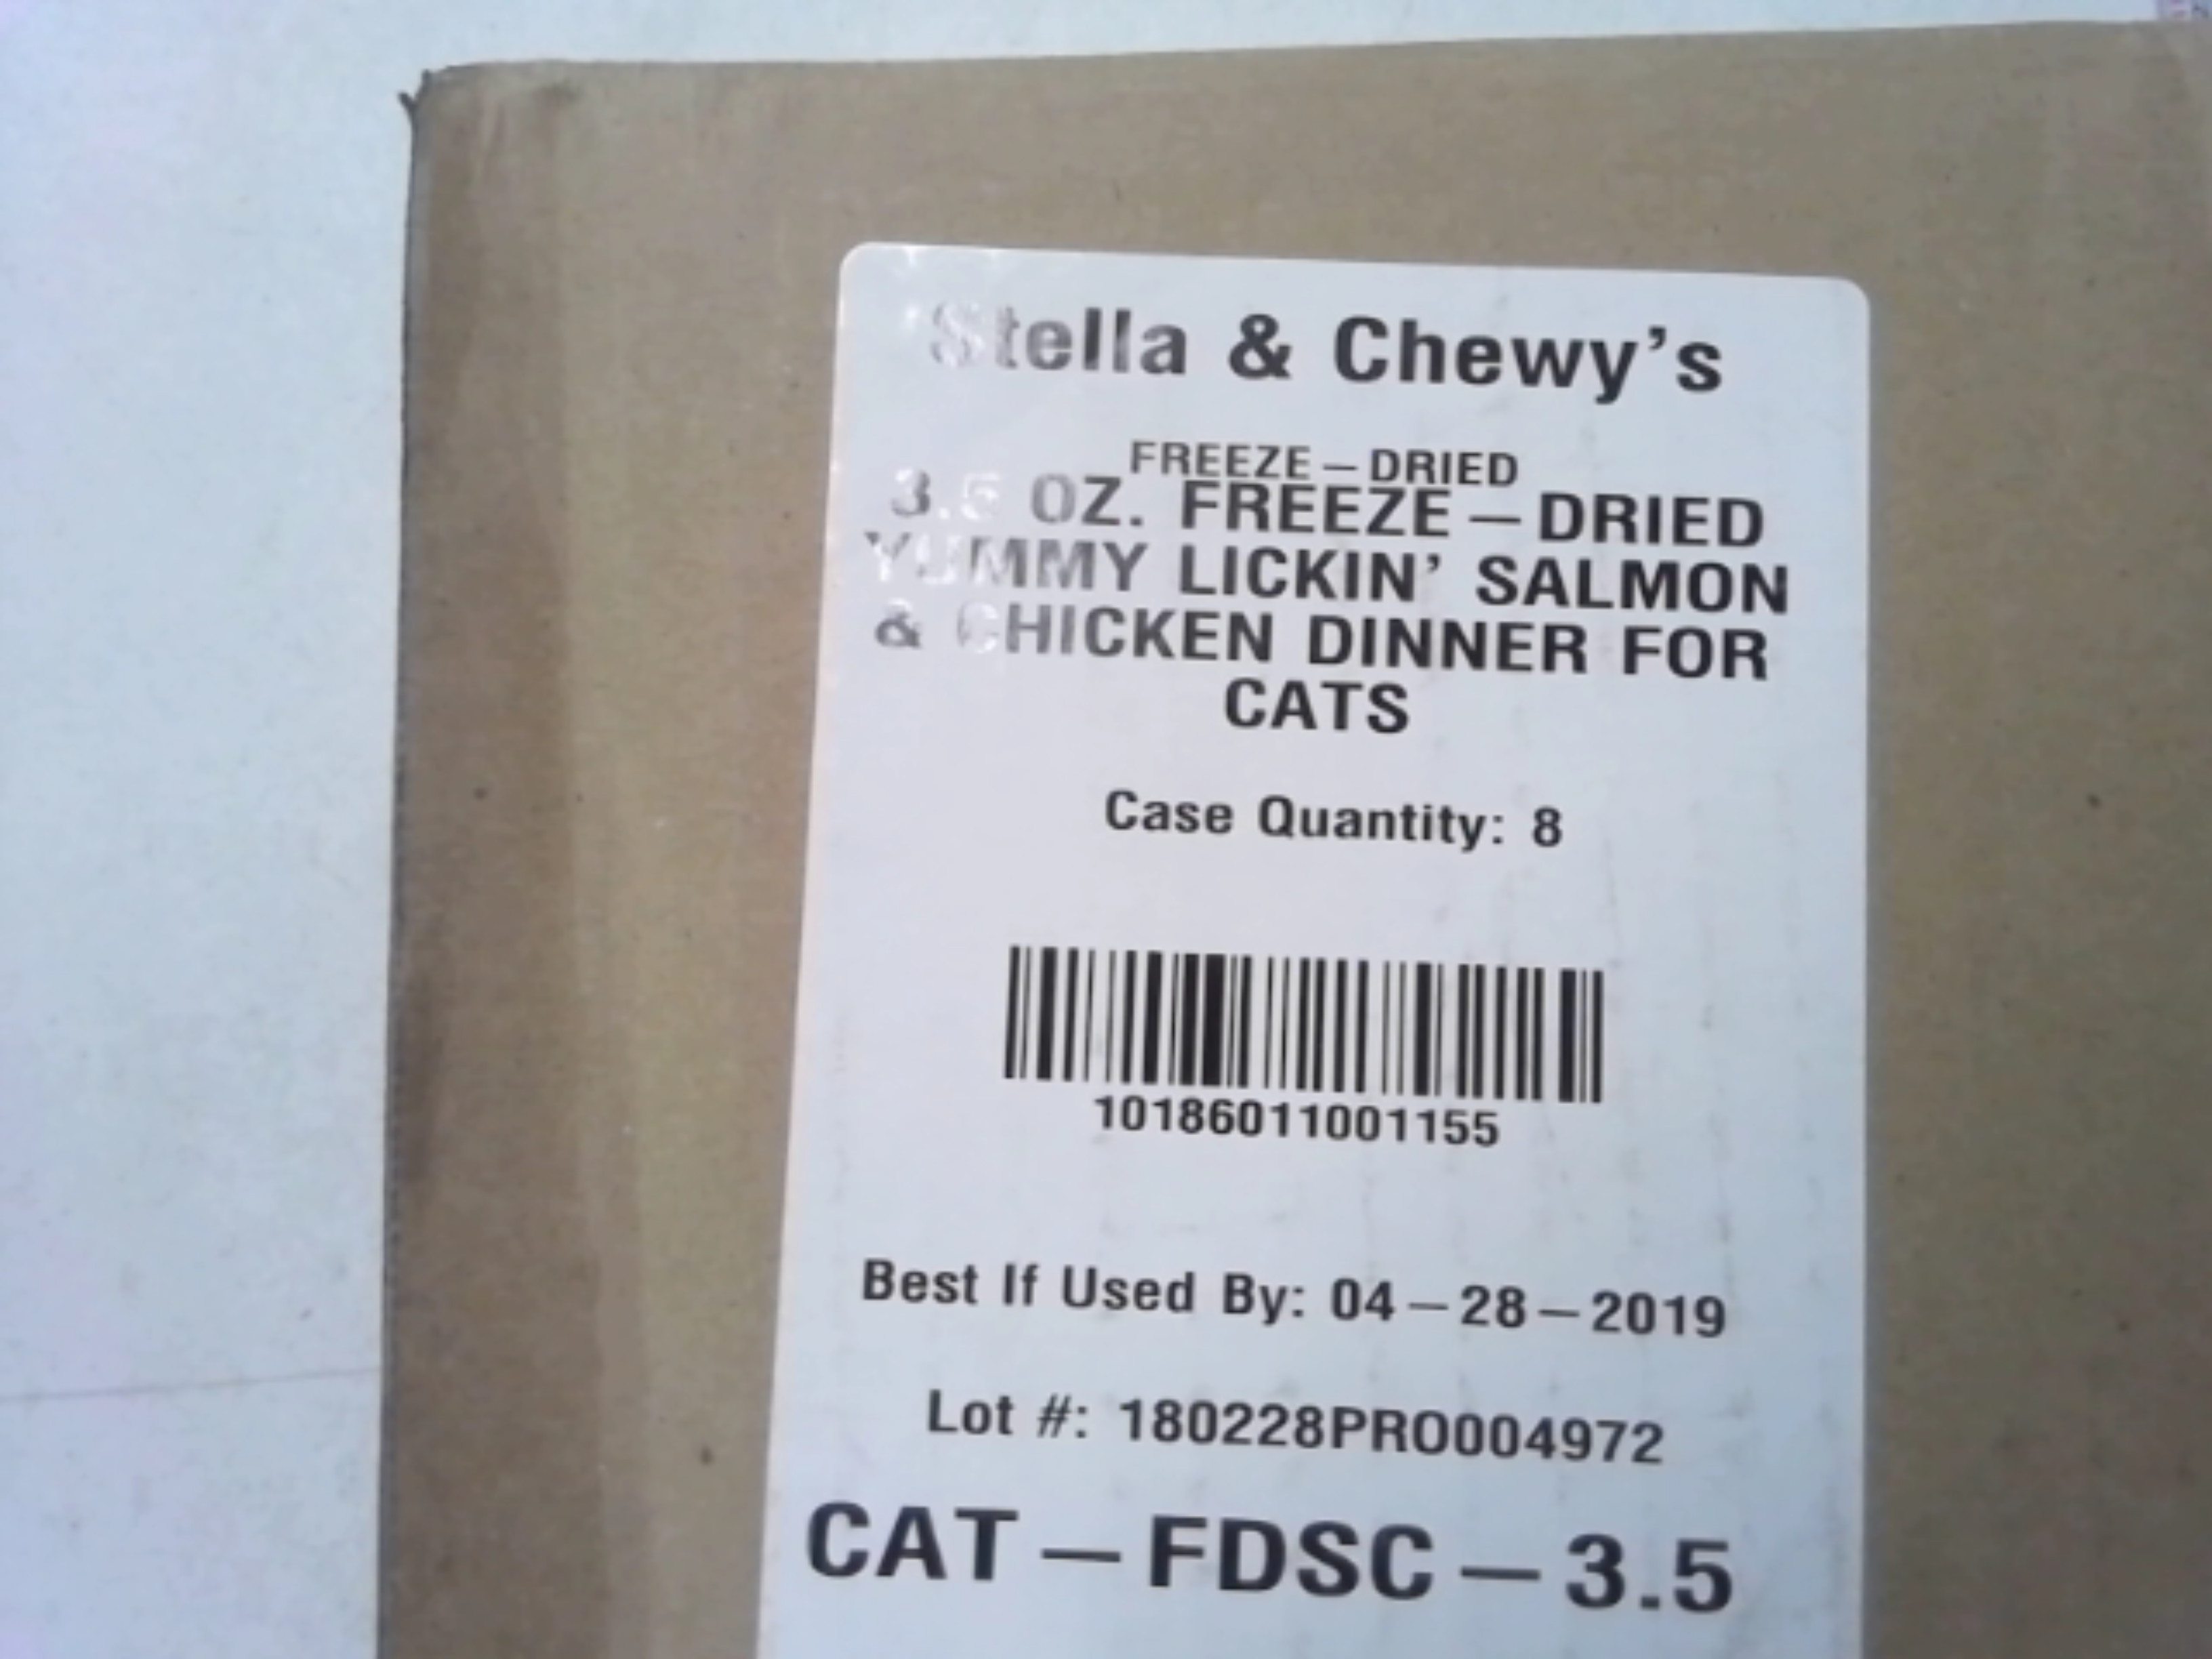 Stella & Chewy's
FREEZE-DRIED
3.5 OZ. FREEZE-DRIED
YUMMY LICKIN' SALMON
& CHICKEN DINNER FOR
CATS
Case Quantity: 8
10186011001155
Best If Used By: 04-28-2019
Lot #: 180228PRO004972
CAT-FDSC-3.5